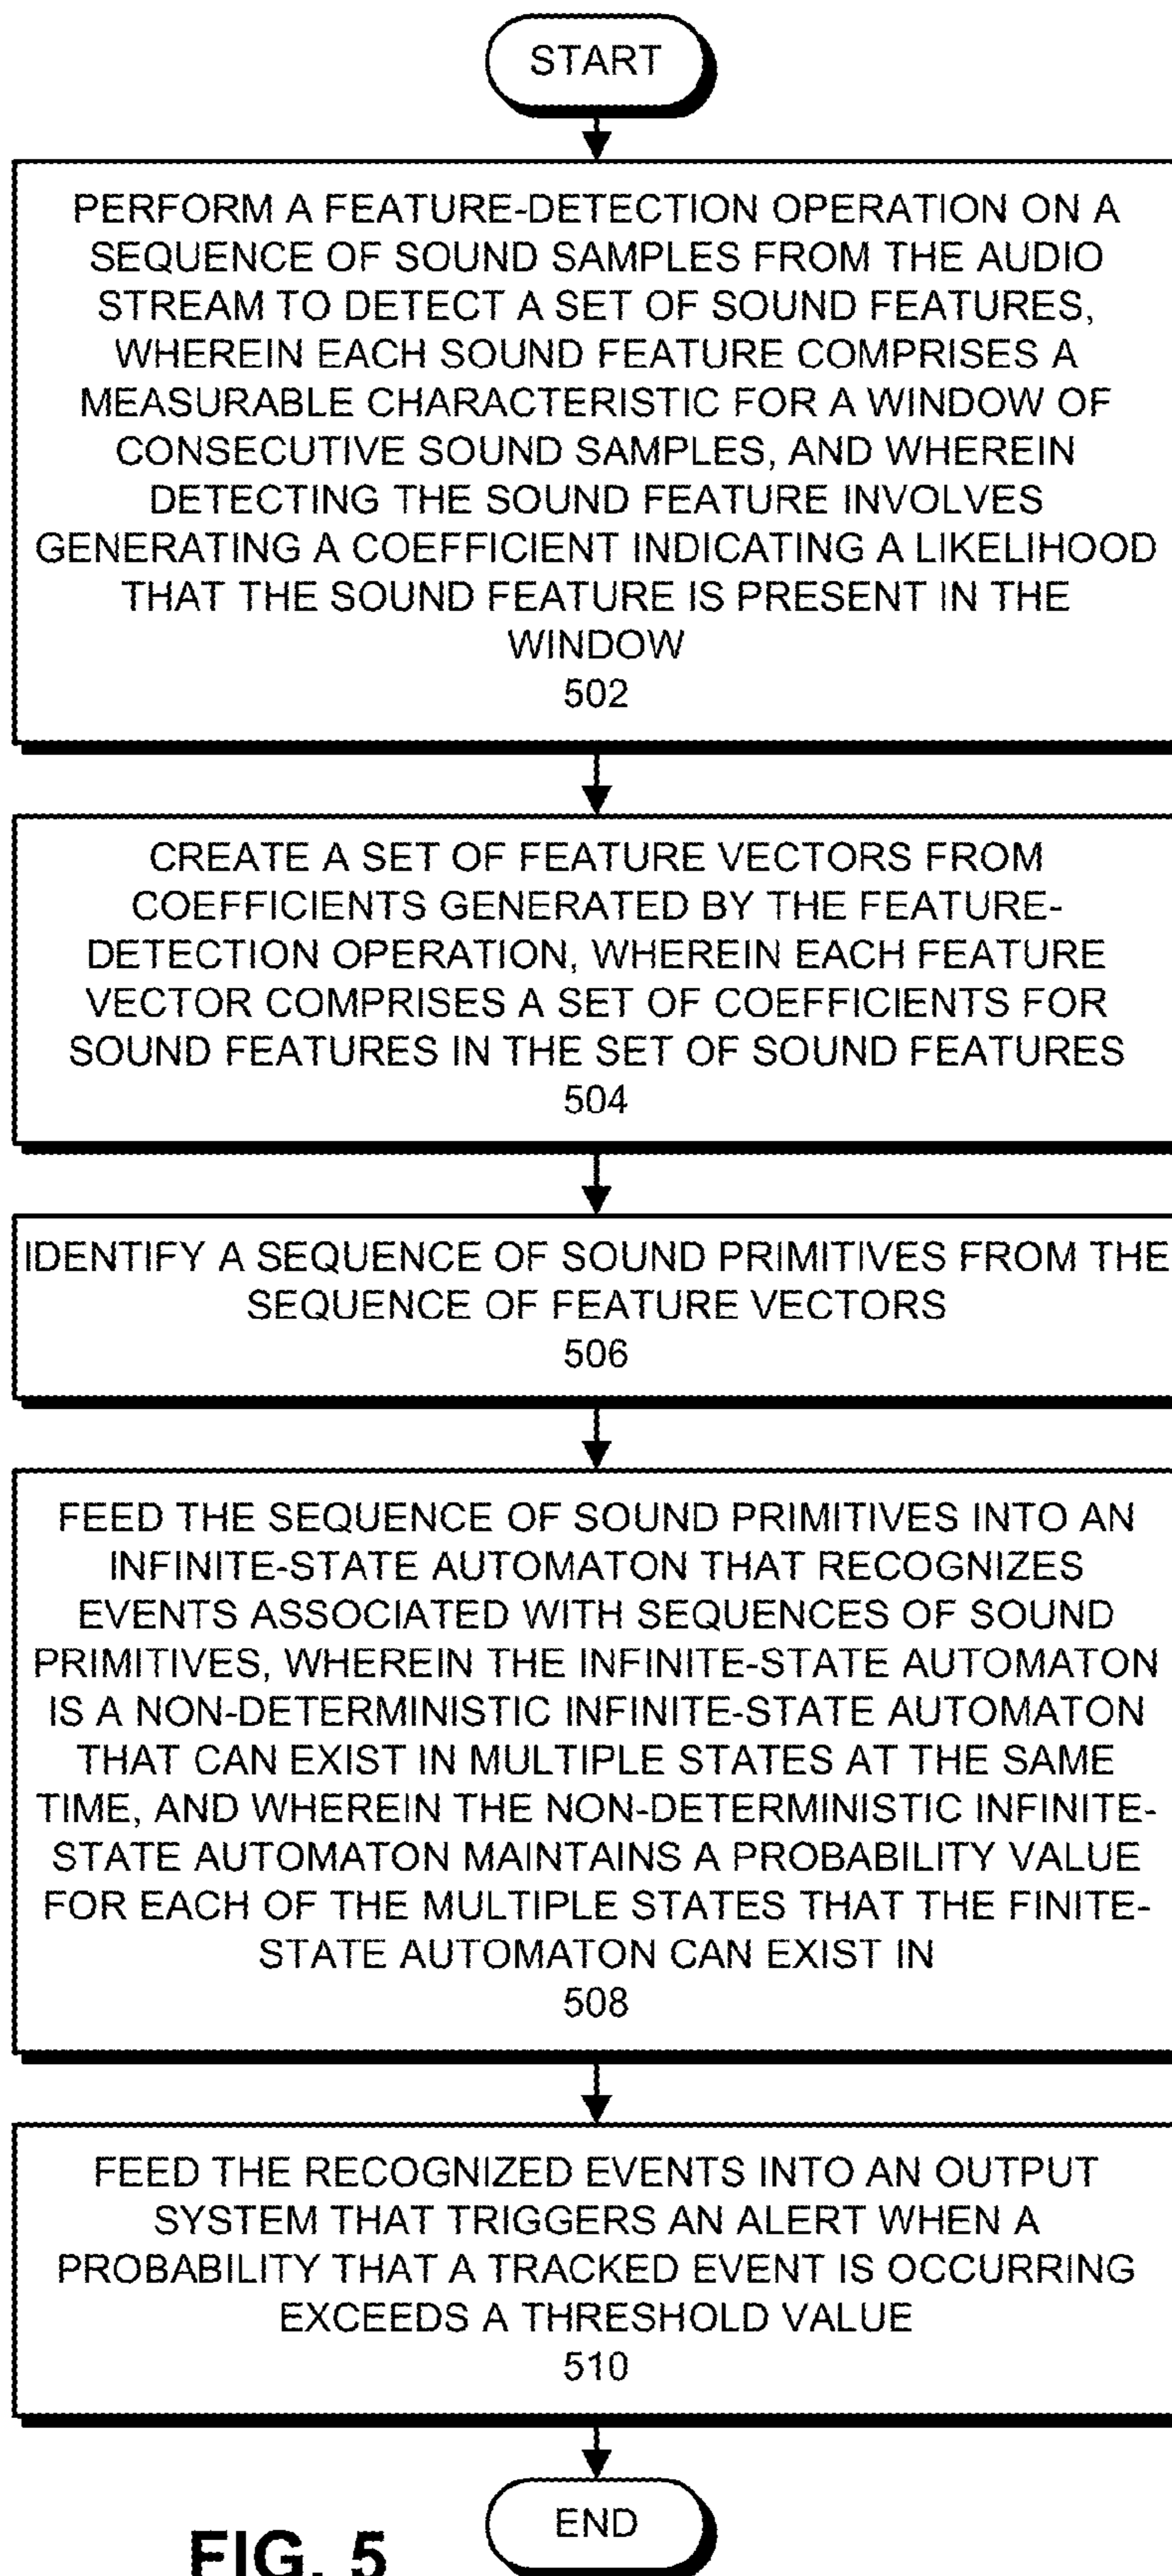 START
PERFORM A FEATURE-DETECTION OPERATION ON A
SEQUENCE OF SOUND SAMPLES FROM THE AUDIO
STREAM TO DETECT A SET OF SOUND FEATURES,
WHEREIN EACH SOUND FEATURE COMPRISES A
MEASURABLE CHARACTERISTIC FOR A WINDOW OF
CONSECUTIVE SOUND SAMPLES, AND WHEREIN
DETECTING THE SOUND FEATURE INVOLVES
GENERATING A COEFFICIENT INDICATING A LIKELIHOOD
THAT THE SOUND FEATURE IS PRESENT IN THE
WINDOW
502
CREATE A SET OF FEATURE VECTORS FROM
COEFFICIENTS GENERATED BY THE FEATURE-
DETECTION OPERATION, WHEREIN EACH FEATURE
VECTOR COMPRISES A SET OF COEFFICIENTS FOR
SOUND FEATURES IN THE SET OF SOUND FEATURES
504
IDENTIFY A SEQUENCE OF SOUND PRIMITIVES FROM THE
SEQUENCE OF FEATURE VECTORS
506
FEED THE SEQUENCE OF SOUND PRIMITIVES INTO AN
INFINITE-STATE AUTOMATON THAT RECOGNIZES
EVENTS ASSOCIATED WITH SEQUENCES OF SOUND
PRIMITIVES, WHEREIN THE INFINITE-STATE AUTOMATON
IS A NON-DETERMINISTIC INFINITE-STATE AUTOMATON
THAT CAN EXIST IN MULTIPLE STATES AT THE SAME
TIME, AND WHEREIN THE NON-DETERMINISTIC INFINITE-
STATE AUTOMATON MAINTAINS A PROBABILITY VALUE
FOR EACH OF THE MULTIPLE STATES THAT THE FINITE-
STATE AUTOMATON CAN EXIST IN
508
FEED THE RECOGNIZED EVENTS INTO AN OUTPUT
SYSTEM THAT TRIGGERS AN ALERT WHEN A
PROBABILITY THAT A TRACKED EVENT IS OCCURRING
EXCEEDS A THRESHOLD VALUE
510
END
FIG. 5